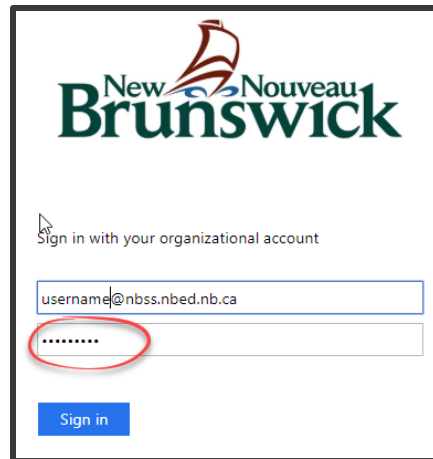 New Nouveau
Brunswick
Sign in with your organizational account
username@nbss.nbed.nb.ca
•••••••••
Sign in